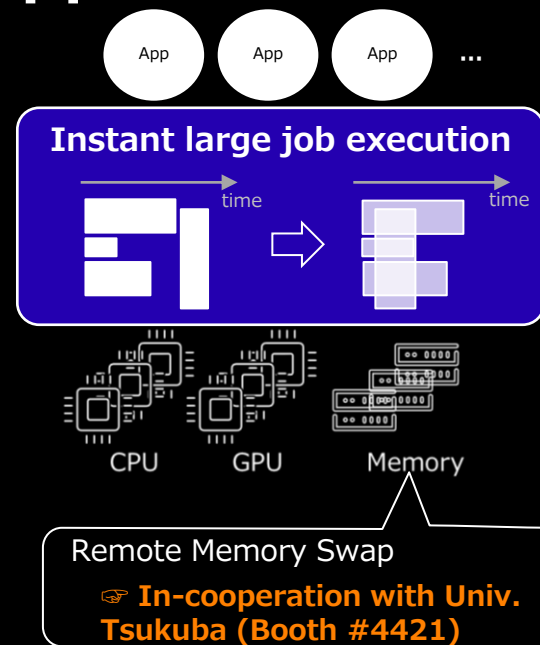 App App App ...
Instant large job execution
time time
CPU GPU Memory
Remote Memory Swap
☞ In-cooperation with Univ.
Tsukuba (Booth #4421)